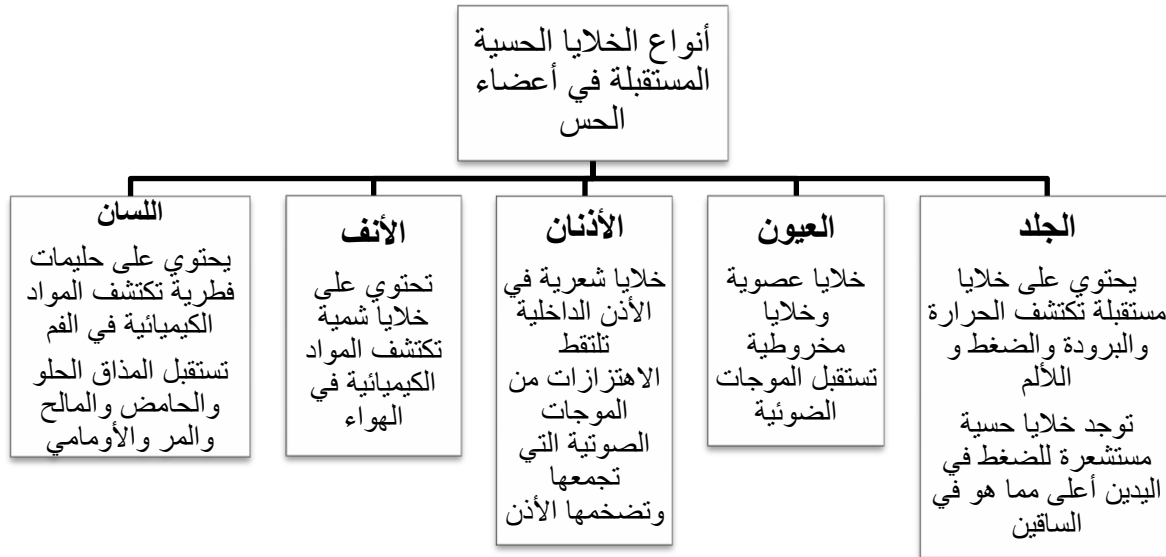 أنواع الخلايا الحسية
المستقبلة في أعضاء
الحس
الجلد
يحتوي على خلايا
مستقبلة تكتشف الحرارة
والبرودة والضغط و
اللألم
توجد خلايا حسية
مستشعرة للضغط في
اليدين أعلى مما هو في
الساقين
العيون
خلايا عصوية
وخلايا
مخروطية
تستقبل الموجات
الضوئية
الأذنان
خلايا شعرية في
الأذن الداخلية
تلتقط
الاهتزازات من
الموجات
الصوتية التي
تجمعها
وتضخمها الأذن
الأنف
تحتوي على
خلايا شمية
تكتشف المواد
الكيميائية في
الهواء
اللسان
يحتوي على حليمات
فطرية تكتشف المواد
الكيميائية في الفم
تستقبل المذاق الحلو
والحامض والمالح
والمر والأومامي